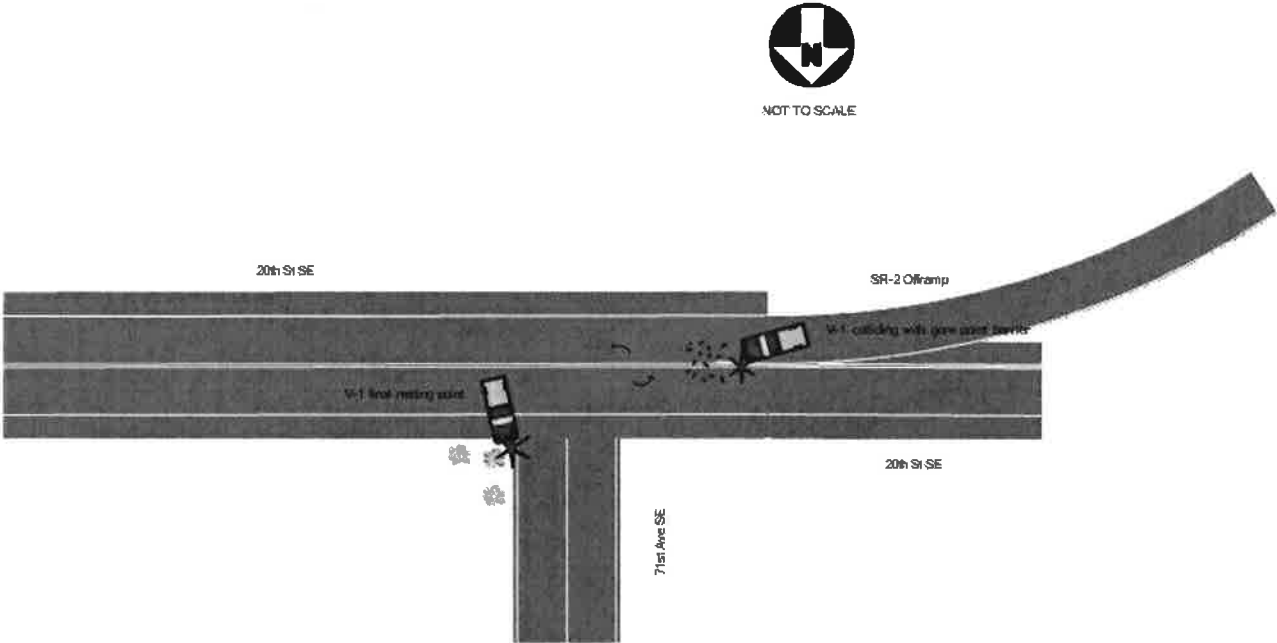 N
NOT TO SCALE
20th St SE
SR-2 Offramp
V-1 colliding with gore point barrier
V-1 final resting point
20th St SE
71st Ave SE